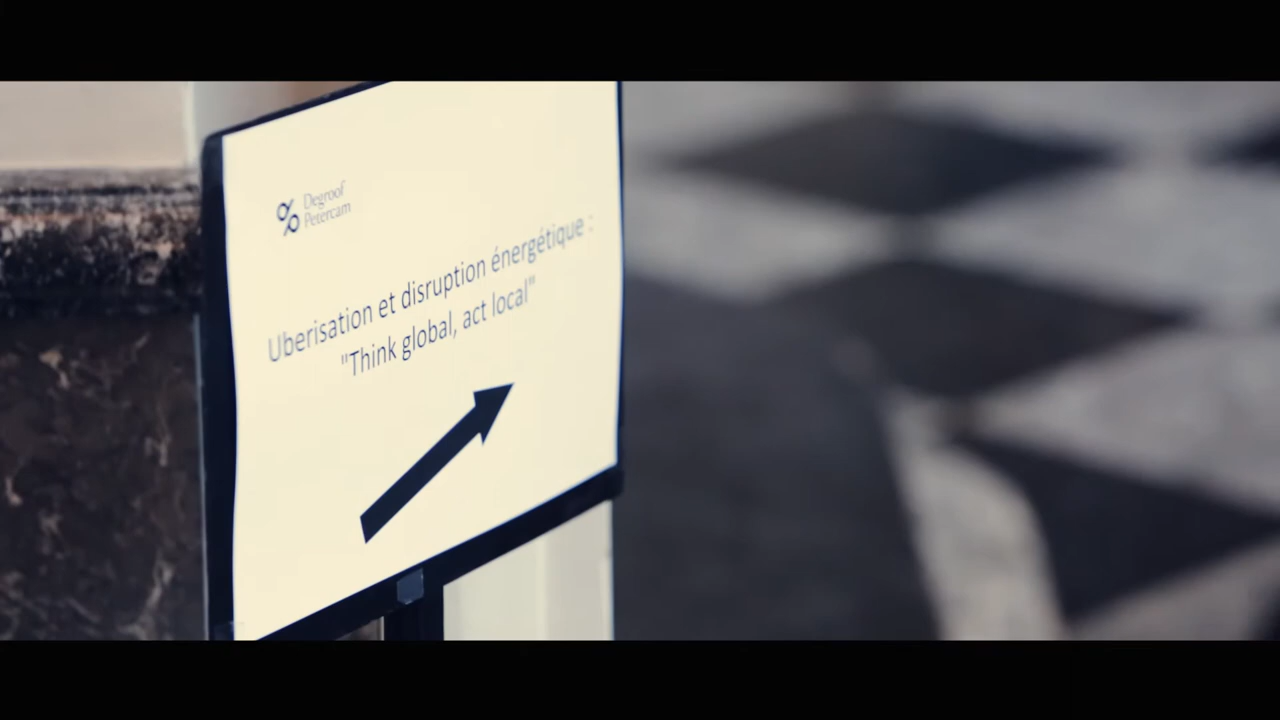 Degroof
Petercam
Uberisation et disruption énergétique :
"Think global, act local"